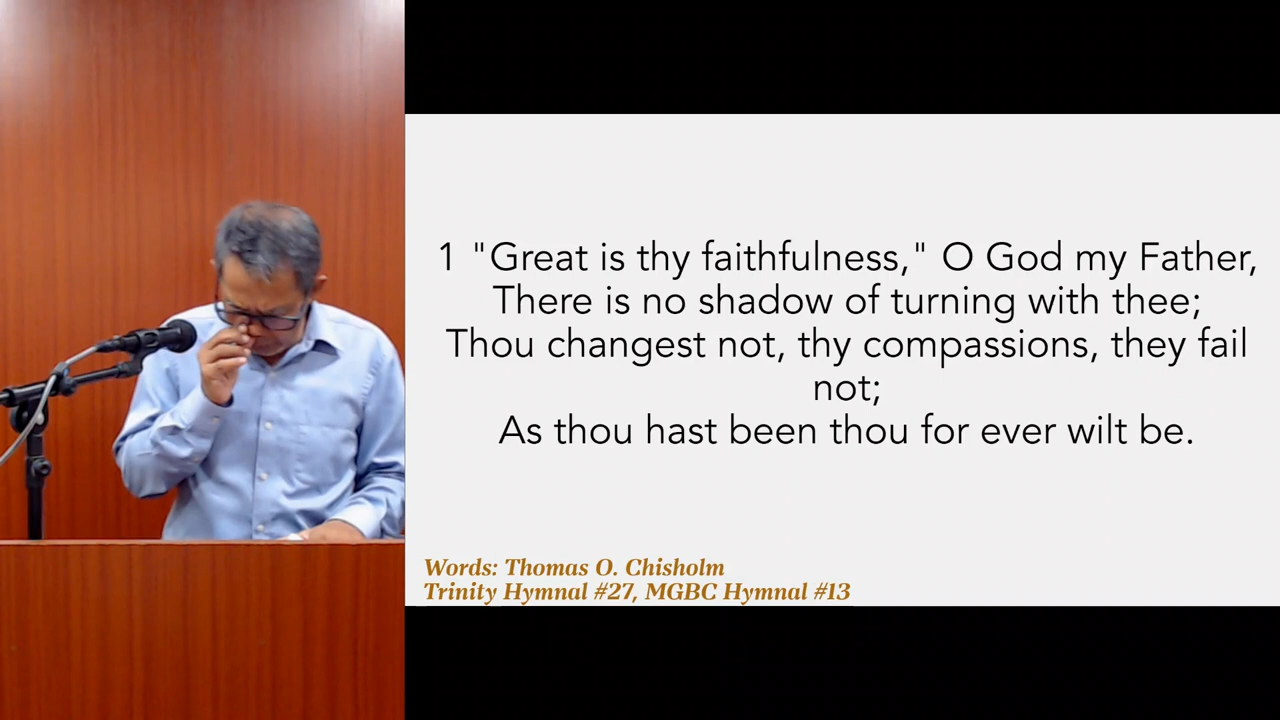 1 "Great is thy faithfulness," O God my Father,
There is no shadow of turning with thee;
Thou changest not, thy compassions, they fail
not;
As thou hast been thou for ever wilt be.
Words: Thomas O. Chisholm
Trinity Hymnal #27, MGBC Hymnal #13